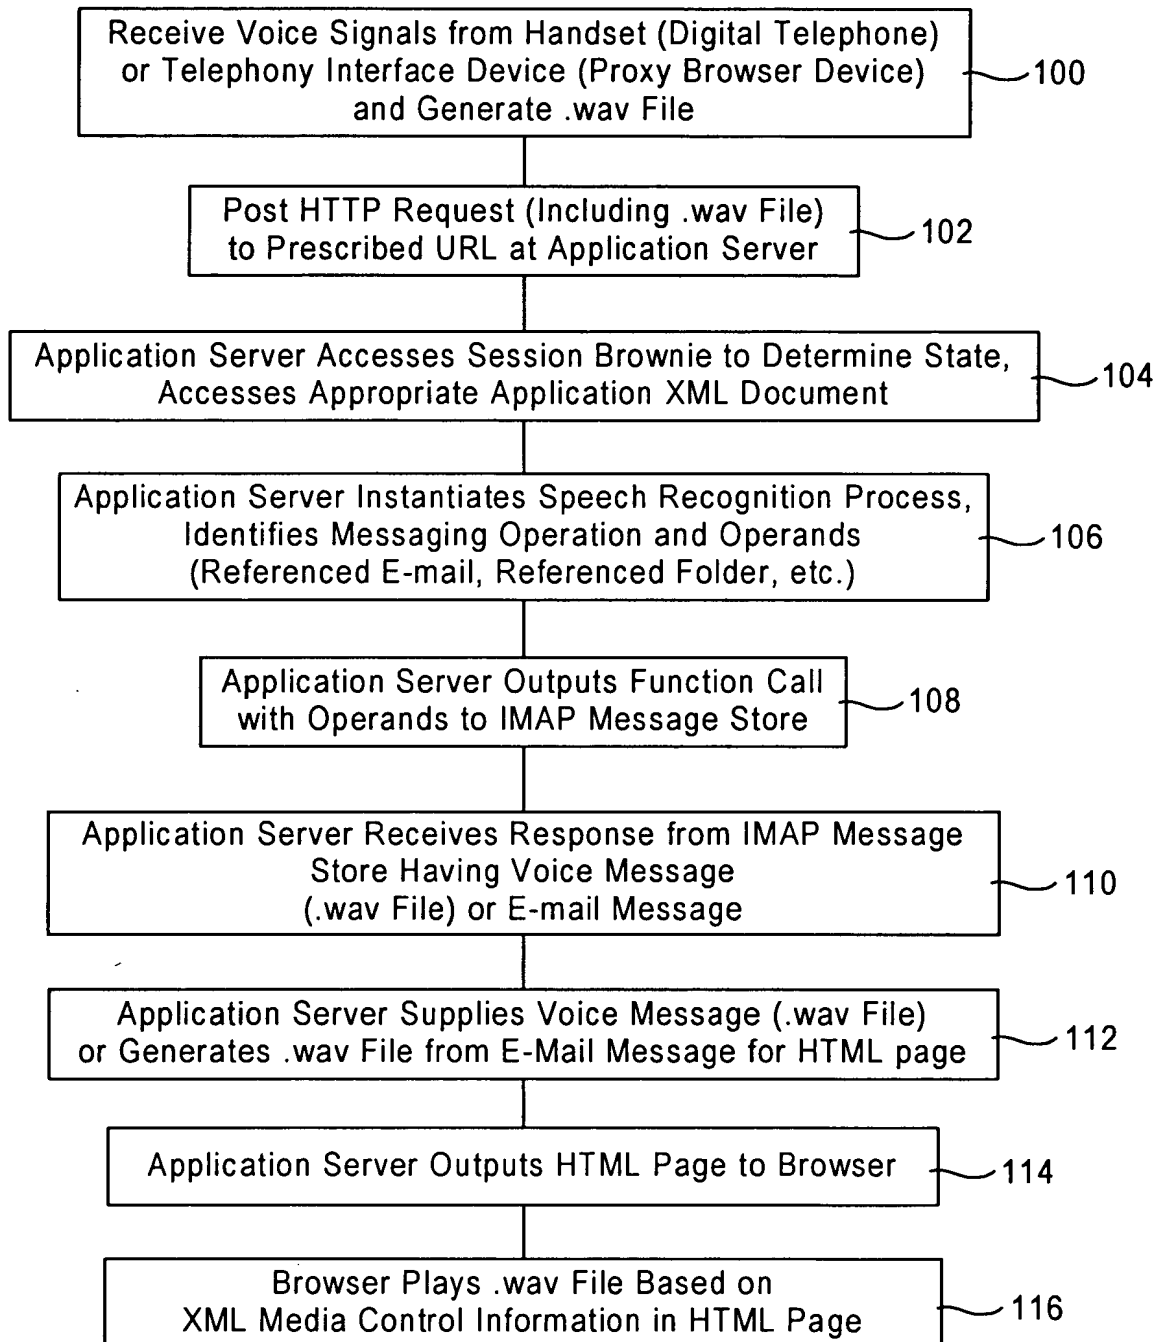 Receive Voice Signals from Handset (Digital Telephone)
or Telephony Interface Device (Proxy Browser Device)
and Generate .wav File
100
Post HTTP Request (Including .wav File)
to Prescribed URL at Application Server
102
Application Server Accesses Session Brownie to Determine State,
Accesses Appropriate Application XML Document
104
Application Server Instantiates Speech Recognition Process,
Identifies Messaging Operation and Operands
(Referenced E-mail, Referenced Folder, etc.)
106
Application Server Outputs Function Call
with Operands to IMAP Message Store
108
Application Server Receives Response from IMAP Message
Store Having Voice Message
(.wav File) or E-mail Message
110
Application Server Supplies Voice Message (.wav File)
or Generates .wav File from E-Mail Message for HTML page
112
Application Server Outputs HTML Page to Browser
114
Browser Plays .wav File Based on
XML Media Control Information in HTML Page
116